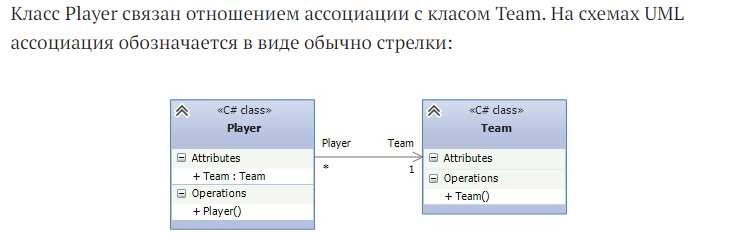 Класс Player связан отношением ассоциации с класом Team. На схемах UML
ассоциация обозначается в виде обычно стрелки:
«C# class»
Player
Attributes
+ Team : Team
Operations
+ Player()
Player
Team
*
1
«C# class»
Team
Attributes
Operations
+ Team()